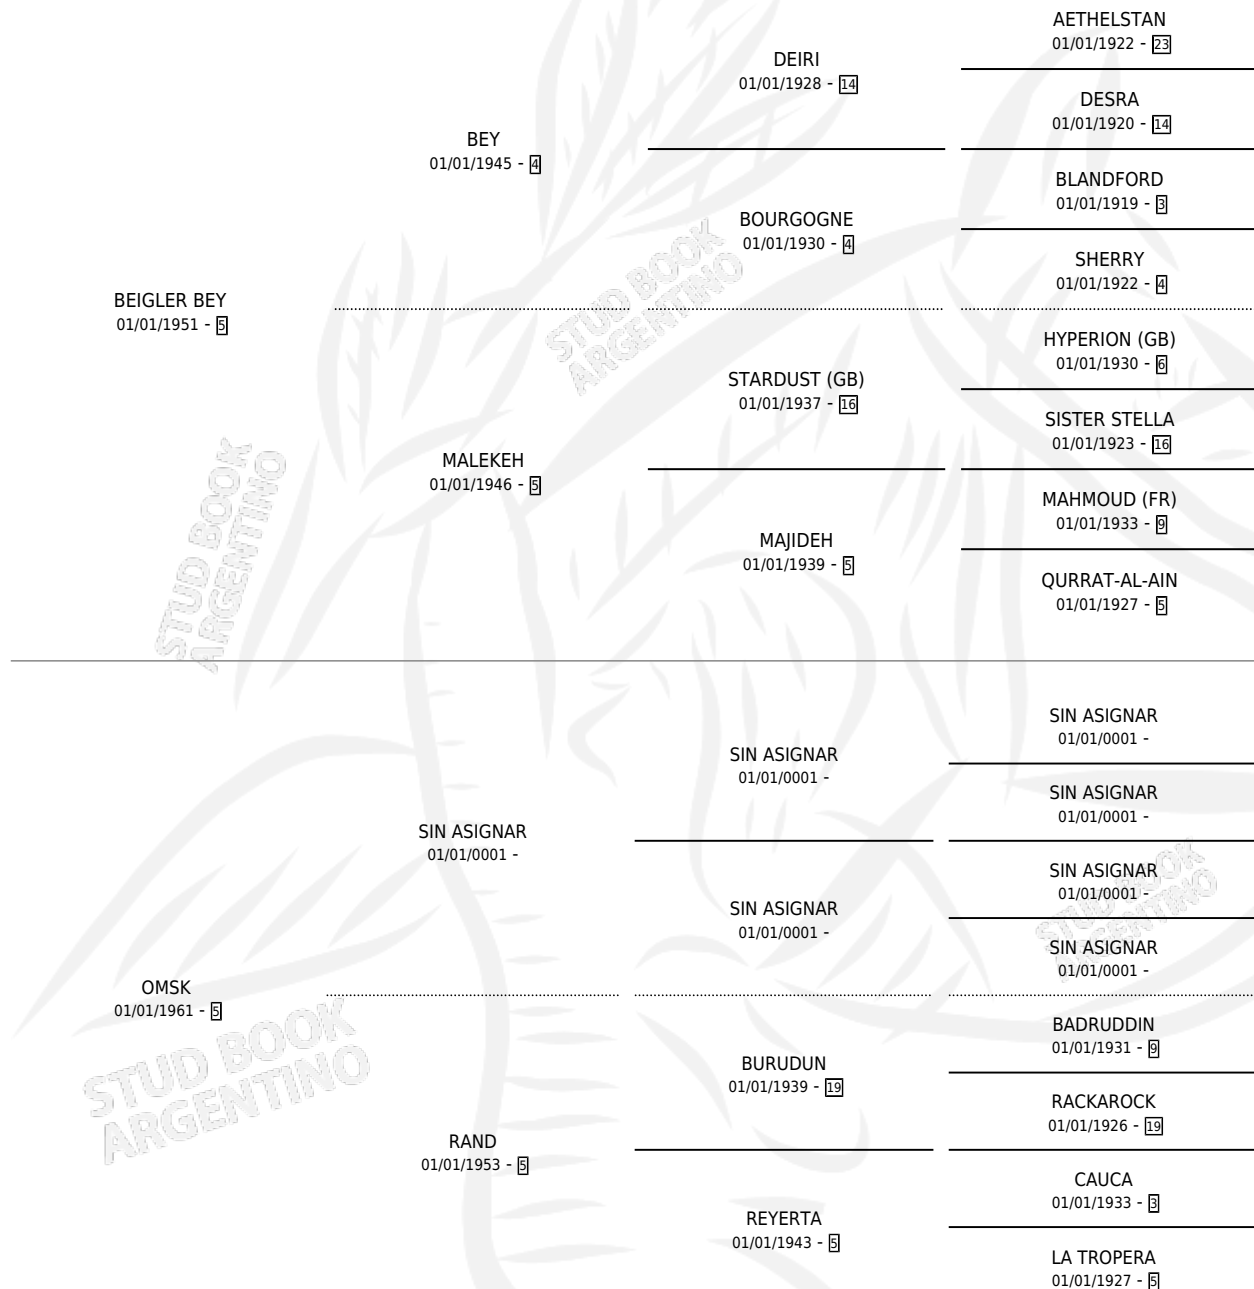 AETHELSTAN
01/01/1922 - 23
DEIRI
01/01/1928 - 14
DESRA
01/01/1920 - 14
BEY
01/01/1945 - 4
BLANDFORD
01/01/1919 - 3
BOURGOGNE
01/01/1930 - 4
SHERRY
01/01/1922 - 4
BEIGLER BEY
01/01/1951 - 5
STUD BOOK
ARGENTINO
HYPERION (GB)
01/01/1930 - 6
STARDUST (GB)
01/01/1937 - 16
SISTER STELLA
01/01/1923 - 16
MALEKEH
01/01/1946 - 5
MAHMOUD (FR)
01/01/1933 - 9
MAJIDEH
01/01/1939 - 5
QURRAT-AL-AIN
01/01/1927 - 5
STUD BOOK
ARGENTINO
SIN ASIGNAR
01/01/0001 -
SIN ASIGNAR
01/01/0001 -
SIN ASIGNAR
01/01/0001 -
SIN ASIGNAR
01/01/0001 -
SIN ASIGNAR
01/01/0001 -
SIN ASIGNAR
01/01/0001 -
SIN ASIGNAR
01/01/0001 -
STUD BOOK
ARGENTINO
OMSK
01/01/1961 - 5
BADRUDDIN
01/01/1931 - 9
BURUDUN
01/01/1939 - 19
RACKAROCK
01/01/1926 - 19
STUD BOOK
ARGENTINO
RAND
01/01/1953 - 5
CAUCA
01/01/1933 - 3
REYERTA
01/01/1943 - 5
LA TROPERA
01/01/1927 - 5